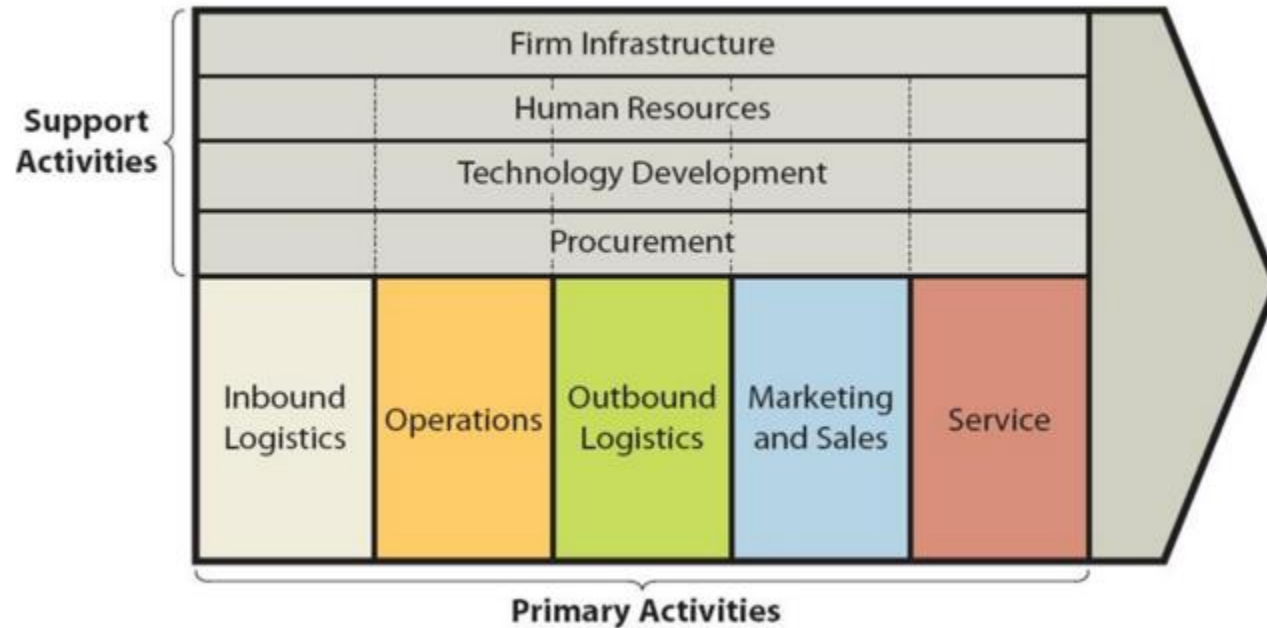 Firm Infrastructure
Human Resources
Technology Development
Procurement
Support
Activities
Inbound
Logistics
Operations
Outbound
Logistics
Marketing
and Sales
Service
Primary Activities